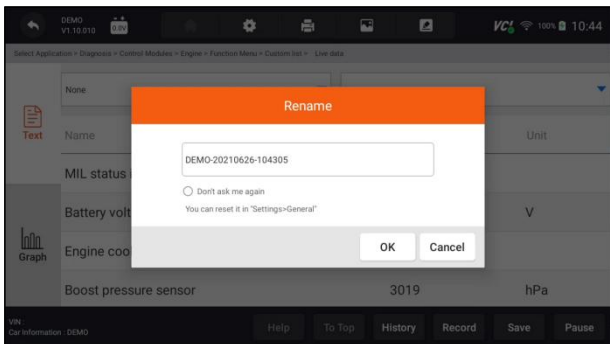 DEMO
V1.10.010
0.8V
VCI
100%
10:44
Select Application > Diagnosis > Control Modules > Engine > Function Menu > Custom list > Live data
None
Rename
Text
Name
Unit
DEMO-20210626-104305
MIL status
Don't ask me again
You can reset it in "Settings>General"
Battery volt
V
Graph
Engine coo
OK
Cancel
Boost pressure sensor
3019
hPa
VIN :
Car Information : DEMO
Help
To Top
History
Record
Save
Pause